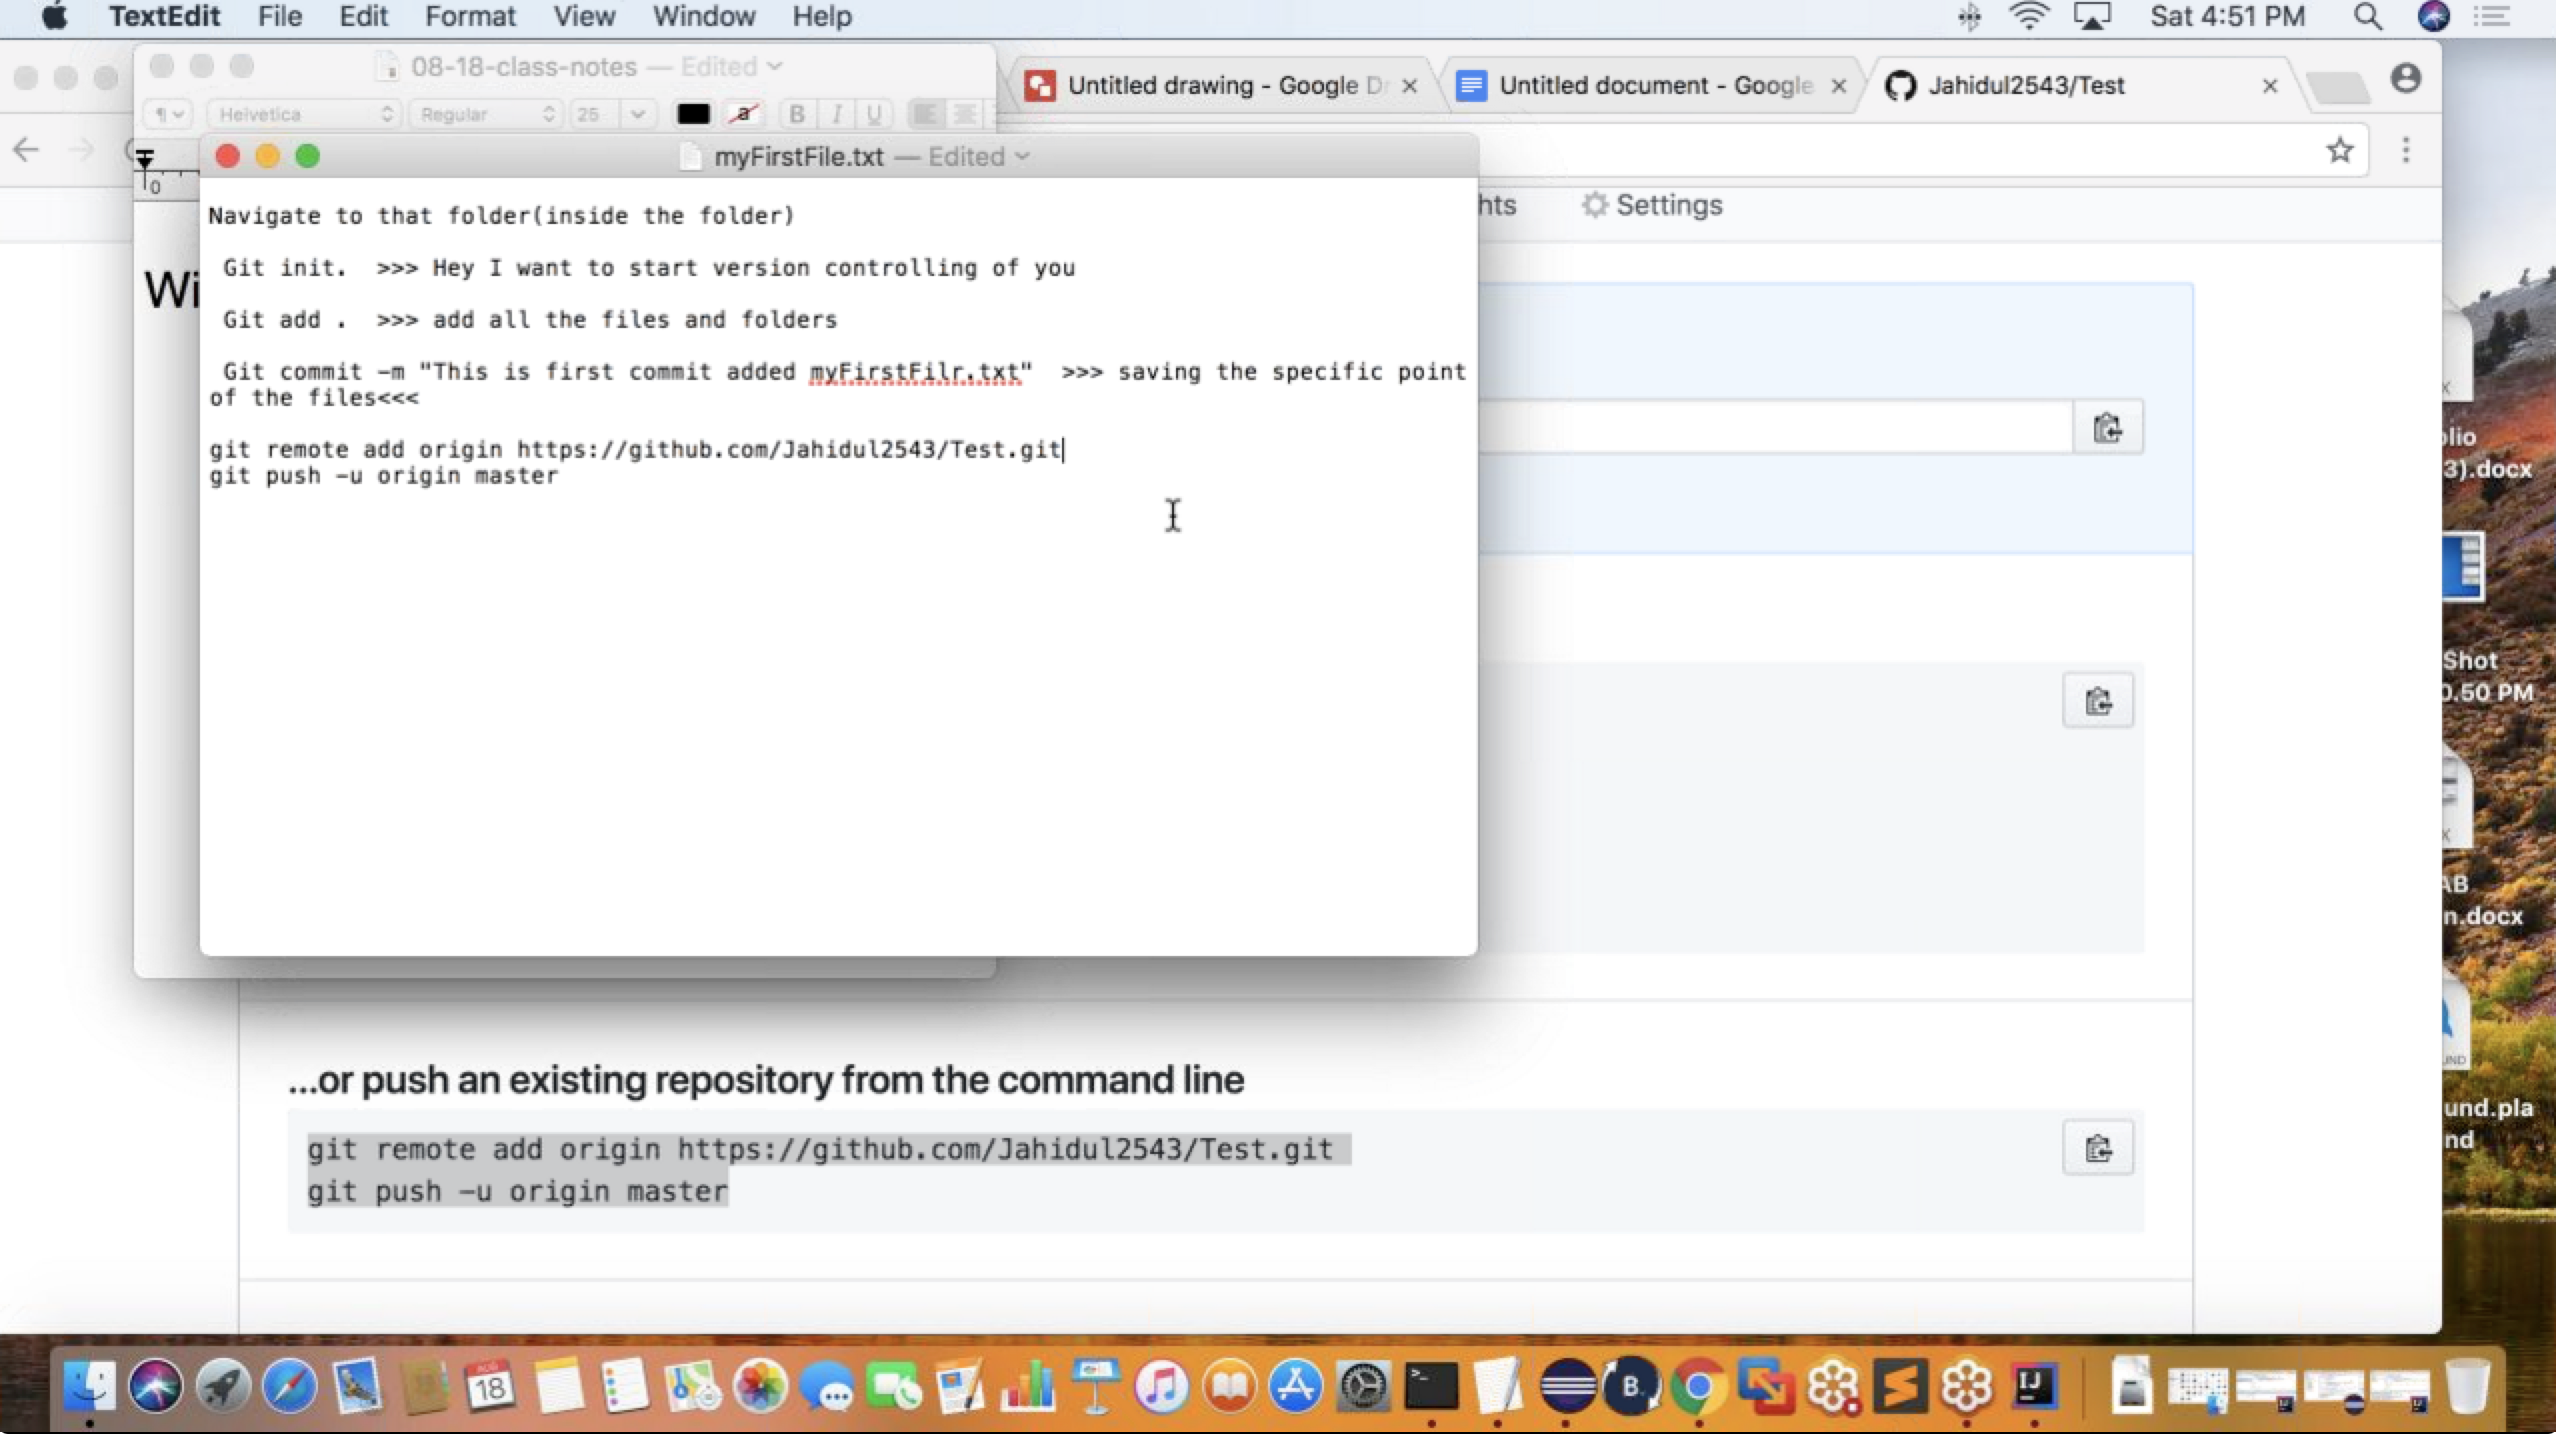 TextEdit File Edit Format View Window Help Sat 4:51 PM
08-18-class-notes — Edited
Untitled drawing - Google Dr
Untitled document - Google
Jahidul2543/Test
Helvetica Regular 25 B I U
0
myFirstFile.txt — Edited
hts Settings
Wi
Navigate to that folder(inside the folder)
Git init. >>> Hey I want to start version controlling of you
Git add . >>> add all the files and folders
Git commit -m "This is first commit added myFirstFilr.txt" >>> saving the specific point
of the files<<<
git remote add origin https://github.com/Jahidul2543/Test.git
git push -u origin master
olio
3).docx
Shot
0.50 PM
AB
n.docx
und.pla
nd
...or push an existing repository from the command line
git remote add origin https://github.com/Jahidul2543/Test.git
git push -u origin master
AUG
18
B
IJ